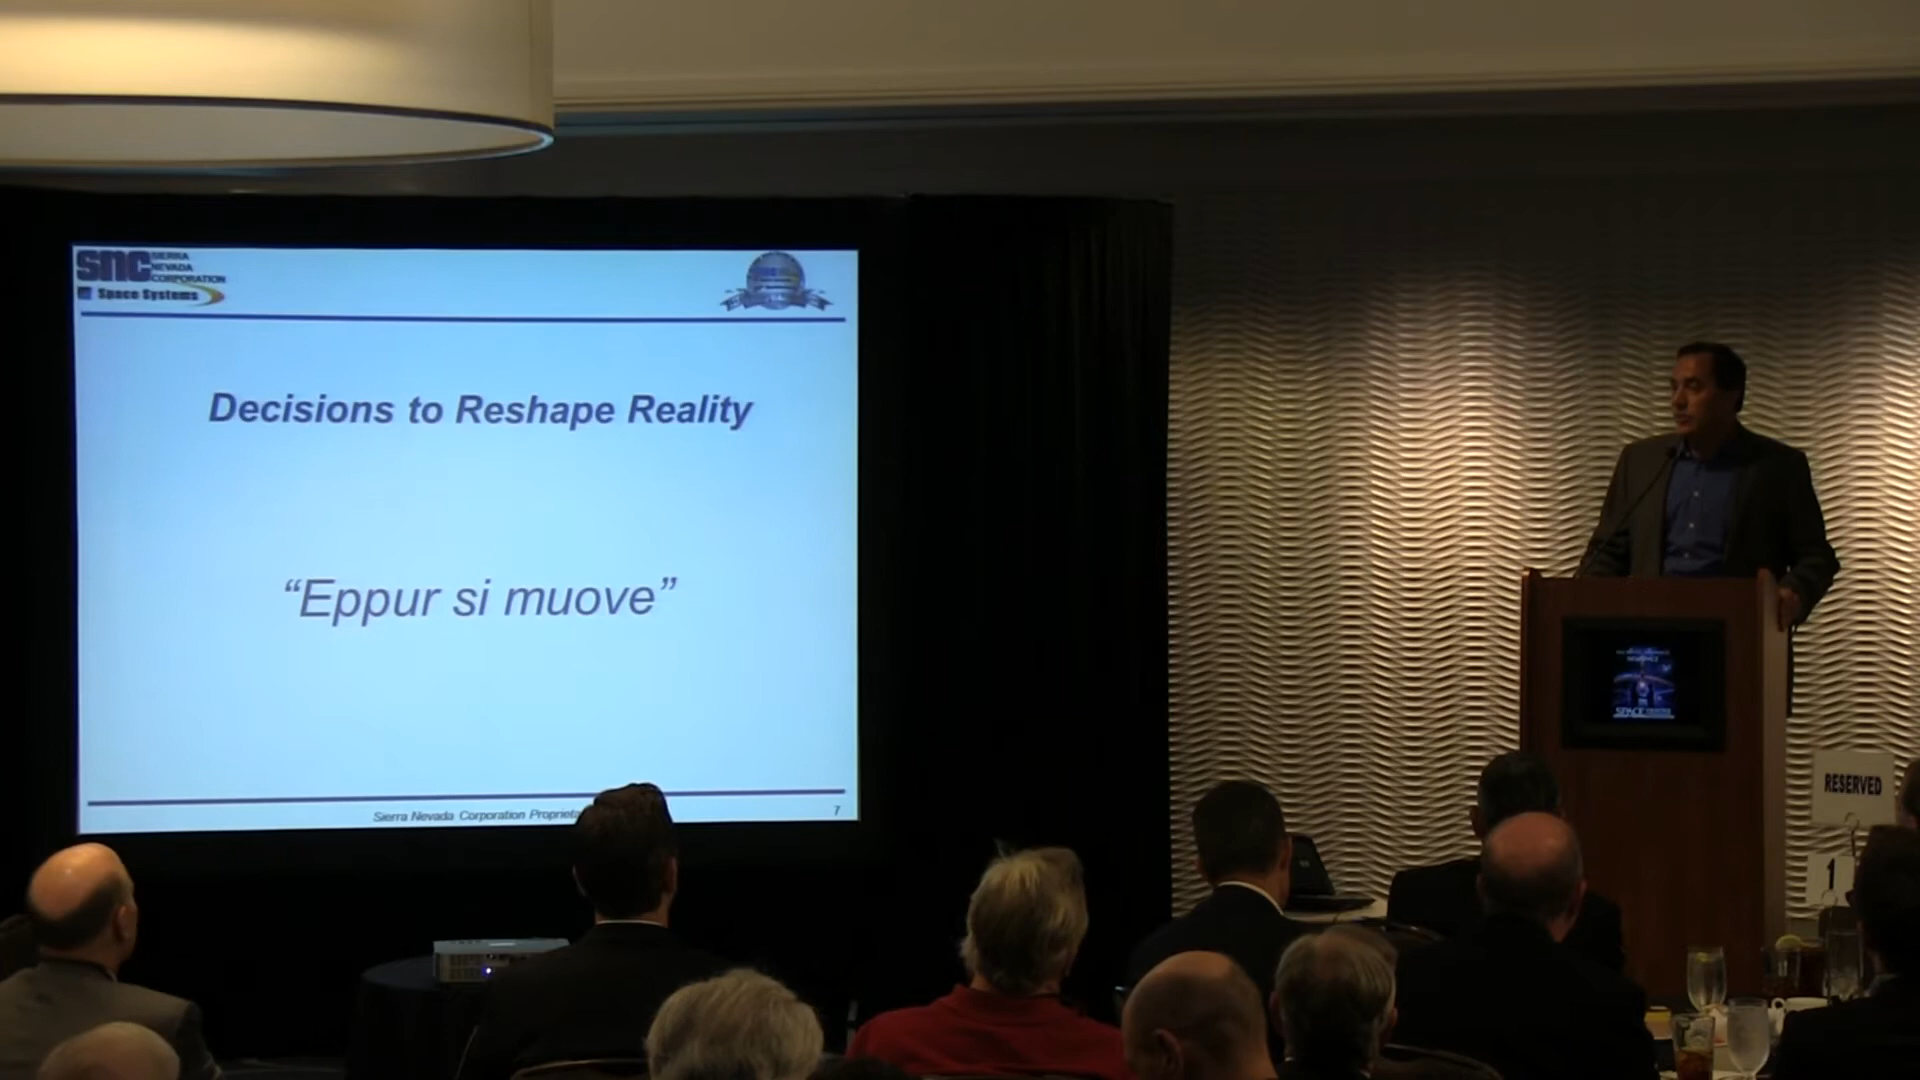 SNC SIERRA
NEVADA
CORPORATION
Space Systems
Decisions to Reshape Reality
“Eppur si muove”
Sierra Nevada Corporation
7
SPACE
RESERVED
1